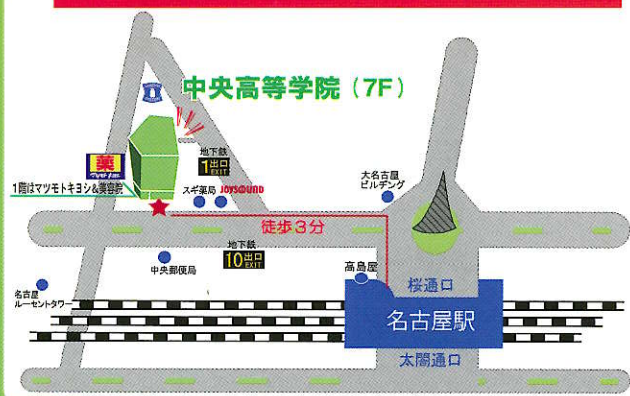 中央高等学院（7F）
地下鉄
1出口
EXIT
薬
1階はマツモトキヨシ&美容院
スギ薬局 JOYSOUND
大名古屋
ビルヂング
徒歩3分
地下鉄
10出口
EXIT
中央郵便局
高島屋
名古屋
ルーセントタワー
桜通口
名古屋駅
太閤通口